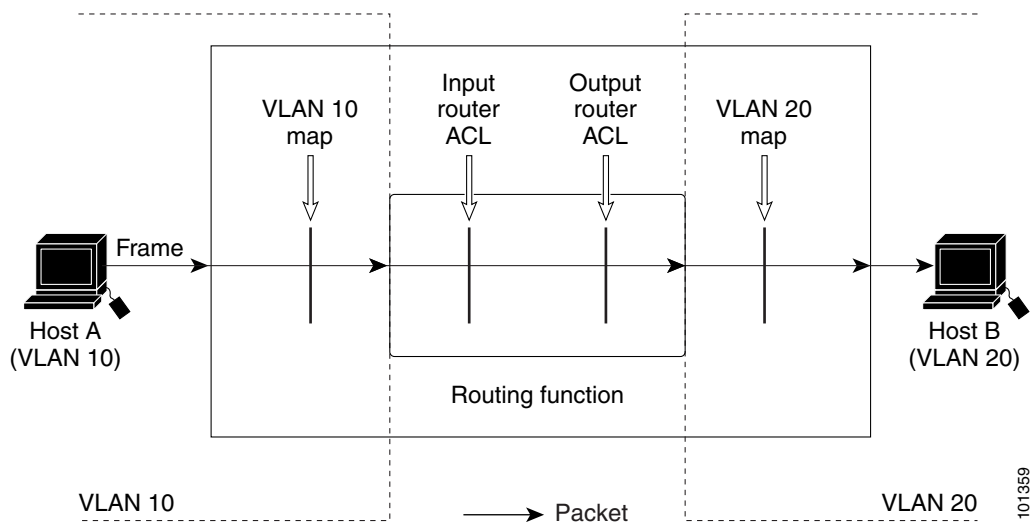 VLAN 10
map
Input
router
ACL
Output
router
ACL
VLAN 20
map
Frame
Host A
(VLAN 10)
Host B
(VLAN 20)
Routing function
VLAN 10
Packet
VLAN 20
101359